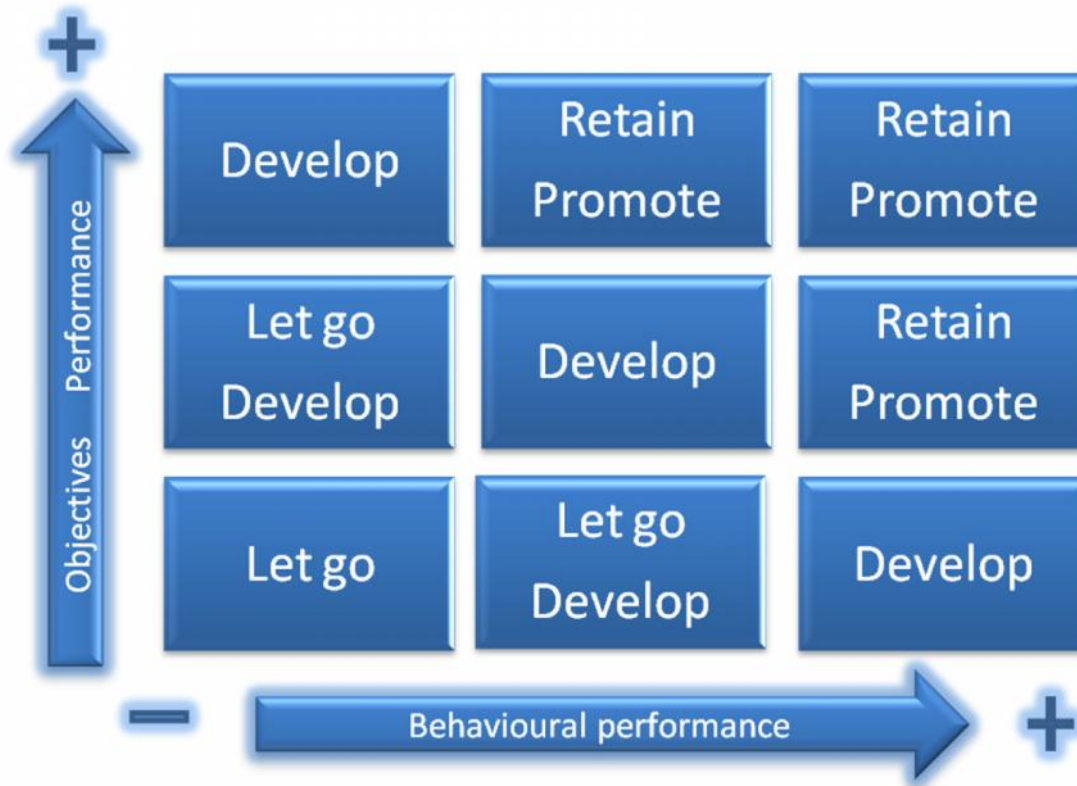 +
Develop
Retain
Promote
Retain
Promote
Let go
Develop
Develop
Retain
Promote
Let go
Let go
Develop
Develop
Objectives Performance
−
Behavioural performance
+